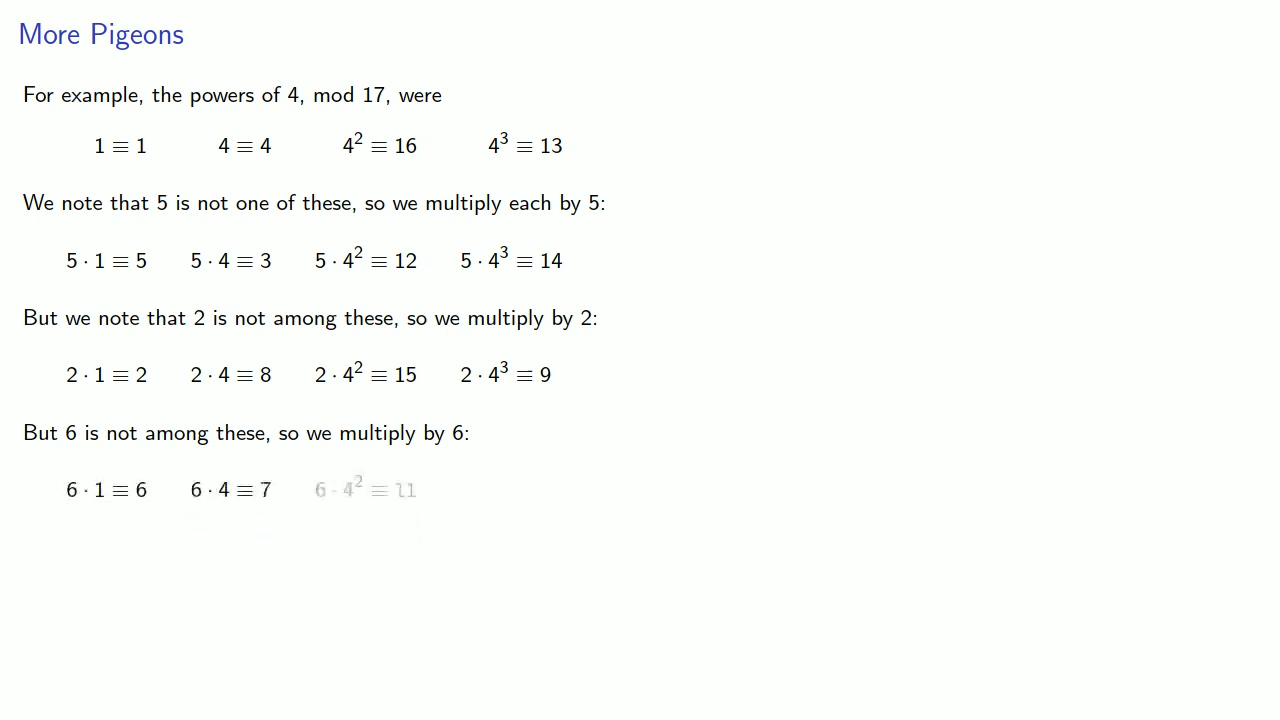 More Pigeons
For example, the powers of 4, mod 17, were
1 ≡ 1 4 ≡ 4 4² ≡ 16 4³ ≡ 13
We note that 5 is not one of these, so we multiply each by 5:
5 · 1 ≡ 5 5 · 4 ≡ 3 5 · 4² ≡ 12 5 · 4³ ≡ 14
But we note that 2 is not among these, so we multiply by 2:
2 · 1 ≡ 2 2 · 4 ≡ 8 2 · 4² ≡ 15 2 · 4³ ≡ 9
But 6 is not among these, so we multiply by 6:
6 · 1 ≡ 6 6 · 4 ≡ 7 6 · 4² ≡ 11